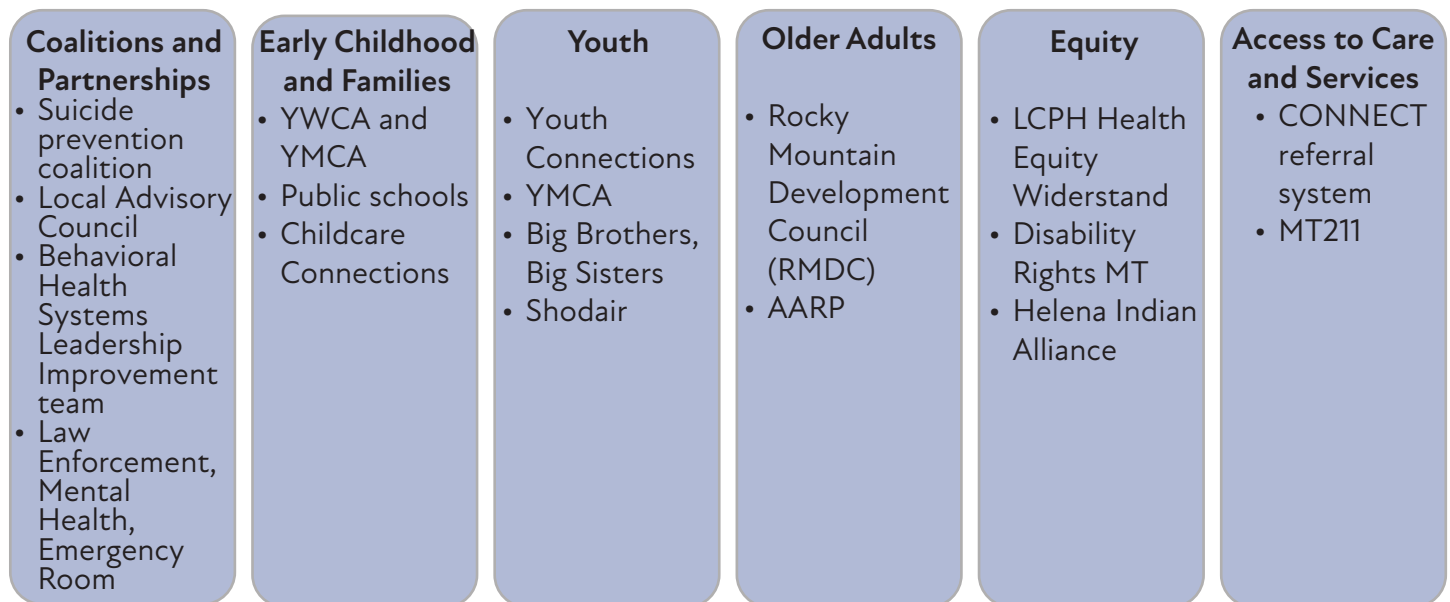 Coalitions and
Partnerships
• Suicide
prevention
coalition
• Local Advisory
Council
• Behavioral
Health
Systems
Leadership
Improvement
team
• Law
Enforcement,
Mental
Health,
Emergency
Room
Early Childhood
and Families
• YWCA and
YMCA
• Public schools
• Childcare
Connections
Youth
• Youth
Connections
• YMCA
• Big Brothers,
Big Sisters
• Shodair
Older Adults
• Rocky
Mountain
Development
Council
(RMDC)
• AARP
Equity
• LCPH Health
Equity
Widerstand
• Disability
Rights MT
• Helena Indian
Alliance
Access to Care
and Services
• CONNECT
referral
system
• MT211